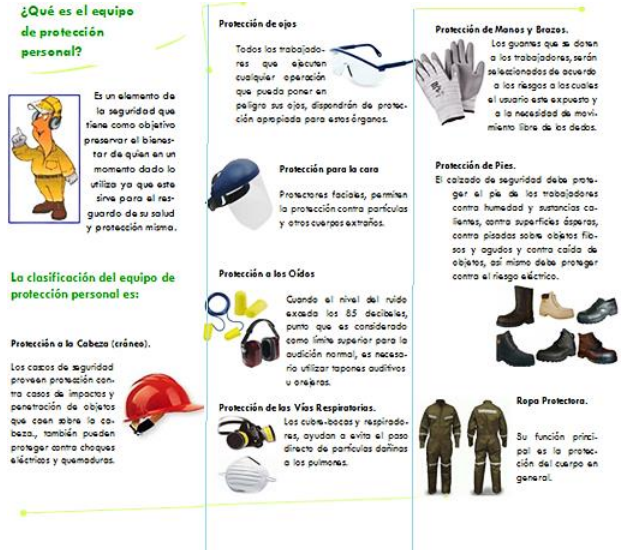 ¿Qué es el equipo
de protección
personal?
Es un elemento de
la seguridad que
tiene como objetivo
preservar el bienes-
tar de quien en un
momento dado lo
utiliza ya que este
sirve para el res-
guardo de su salud
y protección misma.
La clasificación del equipo de
protección personal es:
Protección a la Cabeza (cráneo).
Los cascos de seguridad
proveen protección con-
tra casos de impactos y
penetración de objetos
que caen sobre la ca-
beza., también pueden
proteger contra choques
eléctricos y quemaduras.
Protección de ojos
Todos los trabajado-
res que ejecuten
cualquier operación
que pueda poner en
peligro sus ojos, dispondrán de protec-
ción apropiada para estos órganos.
Protección para la cara
Protectores faciales, permiten
la protección contra partículas
y otros cuerpos extraños.
Protección a los Oídos
Cuando el nivel del ruido
exceda los 85 decibeles,
punto que es considerado
como límite superior para la
audición normal, es necesa-
rio utilizar tapones auditivos
u orejeras.
Protección de las Vías Respiratorias.
Los cubre-bocas y respirado-
res, ayudan a evita el paso
directo de partículas dañinas
a los pulmones.
Protección de Manos y Brazos.
Los guantes que se doten
a los trabajadores, serán
seleccionados de acuerdo
a los riesgos a los cuales
el usuario este expuesto y
a la necesidad de movi-
miento libre de los dedos.
Protección de Pies.
El calzado de seguridad debe prote-
ger el pie de los trabajadores
contra humedad y sustancias ca-
lientes, contra superficies ásperas,
contra pisadas sobre objetos filo-
sos y agudos y contra caída de
objetos, así mismo debe proteger
contra el riesgo eléctrico.
Ropa Protectora.
Su función princi-
pal es la protec-
ción del cuerpo en
general.